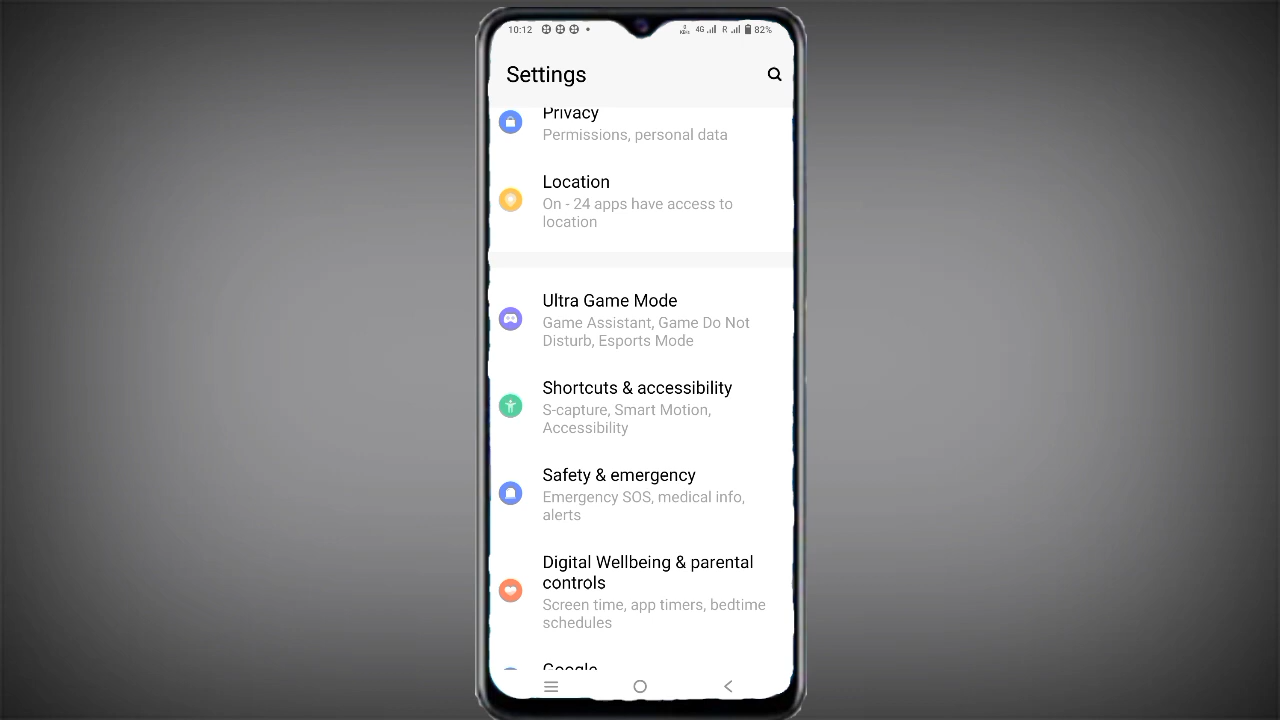 10:12 0 KB/s 4G R 82%
Settings
Privacy
Permissions, personal data
Location
On - 24 apps have access to
location
Ultra Game Mode
Game Assistant, Game Do Not
Disturb, Esports Mode
Shortcuts & accessibility
S-capture, Smart Motion,
Accessibility
Safety & emergency
Emergency SOS, medical info,
alerts
Digital Wellbeing & parental
controls
Screen time, app timers, bedtime
schedules
Google